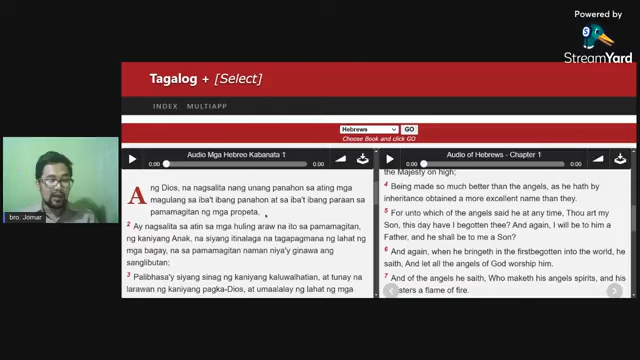 Powered by
StreamYard
Tagalog + [Select]
INDEX MULTIAPP
Hebrews GO
Choose Book and click GO
Audio Mga Hebreo Kabanata 1
0:00 0:00
Ang Dios, na nagsalita nang unang panahon sa ating mga
magulang sa iba't ibang panahon at sa iba't ibang paraan sa
pamamagitan ng mga propeta,
2 Ay nagsalita sa atin sa mga huling araw na ito sa pamamagitan,
ng kaniyang Anak, na siyang itinalaga na tagapagmana ng lahat ng
mga bagay, na sa pamamagitan naman niya'y ginawa ang
sanglibutan;
3 Palibhasa'y siyang sinag ng kaniyang kaluwalhatian, at tunay na
larawan ng kaniyang pagka-Dios, at umaalalay ng lahat ng mga
Audio of Hebrews - Chapter 1
0:00 0:00
the Majesty on high;
4 Being made so much better than the angels, as he hath by
inheritance obtained a more excellent name than they.
5 For unto which of the angels said he at any time, Thou art my
Son, this day have I begotten thee? And again, I will be to him a
Father, and he shall be to me a Son?
6 And again, when he bringeth in the firstbegotten into the world, he
saith, And let all the angels of God worship him.
7 And of the angels he saith, Who maketh his angels spirits, and his
sters a flame of fire.
bro. Jomar